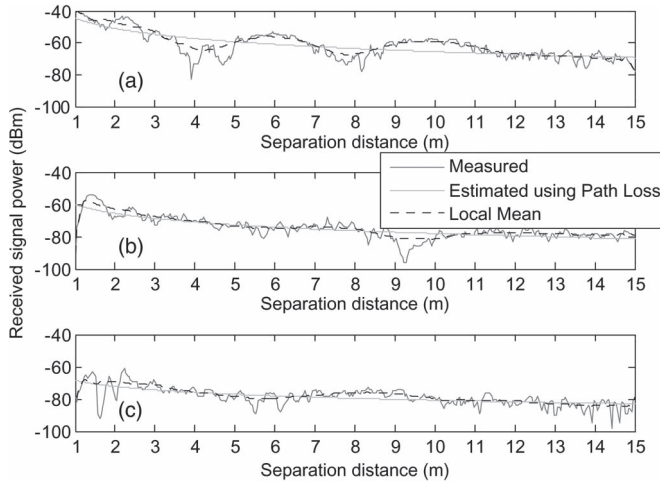 Received signal power (dBm)
-40
-60
-80
-100
(a)
1 2 3 4 5 6 7 8 9 10 11 12 13 14 15
Separation distance (m)
Measured
Estimated using Path Loss
Local Mean
-40
-60
-80
-100
(b)
1 2 3 4 5 6 7 8 9 10 11 12 13 14 15
Separation distance (m)
-40
-60
-80
-100
(c)
1 2 3 4 5 6 7 8 9 10 11 12 13 14 15
Separation distance (m)